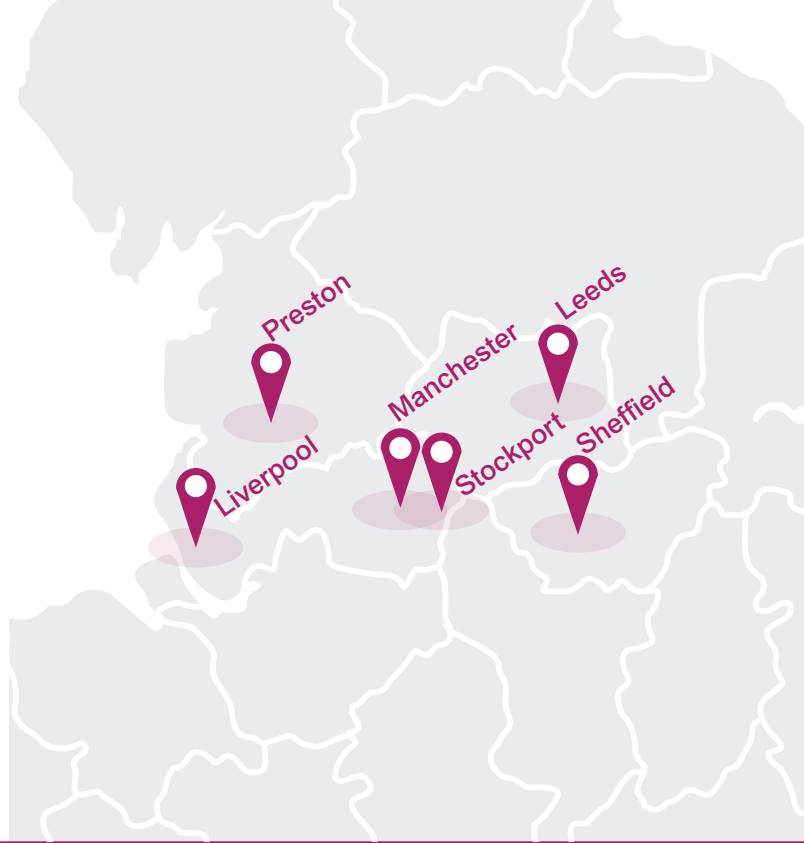 Preston
Leeds
Manchester
Stockport
Sheffield
Liverpool